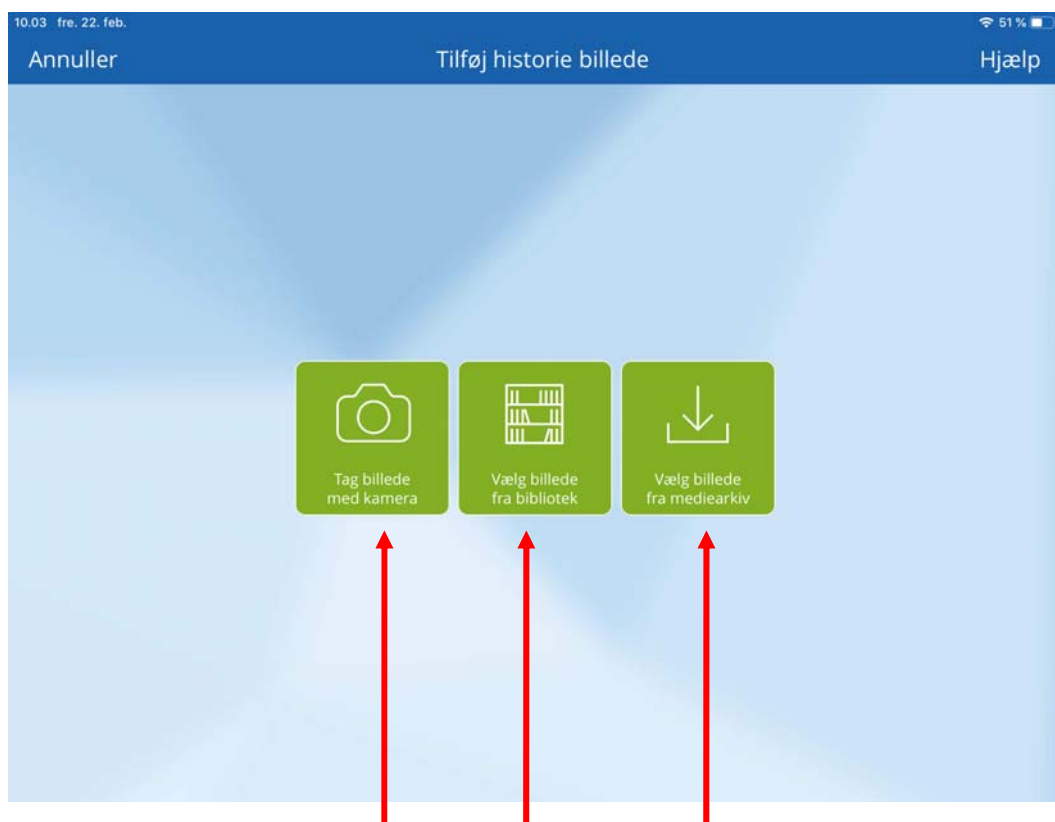 10.03 fre. 22. feb.
51 %
Annuller
Tilføj historie billede
Hjælp
Tag billede
med kamera
Vælg billede
fra bibliotek
Vælg billede
fra mediearkiv